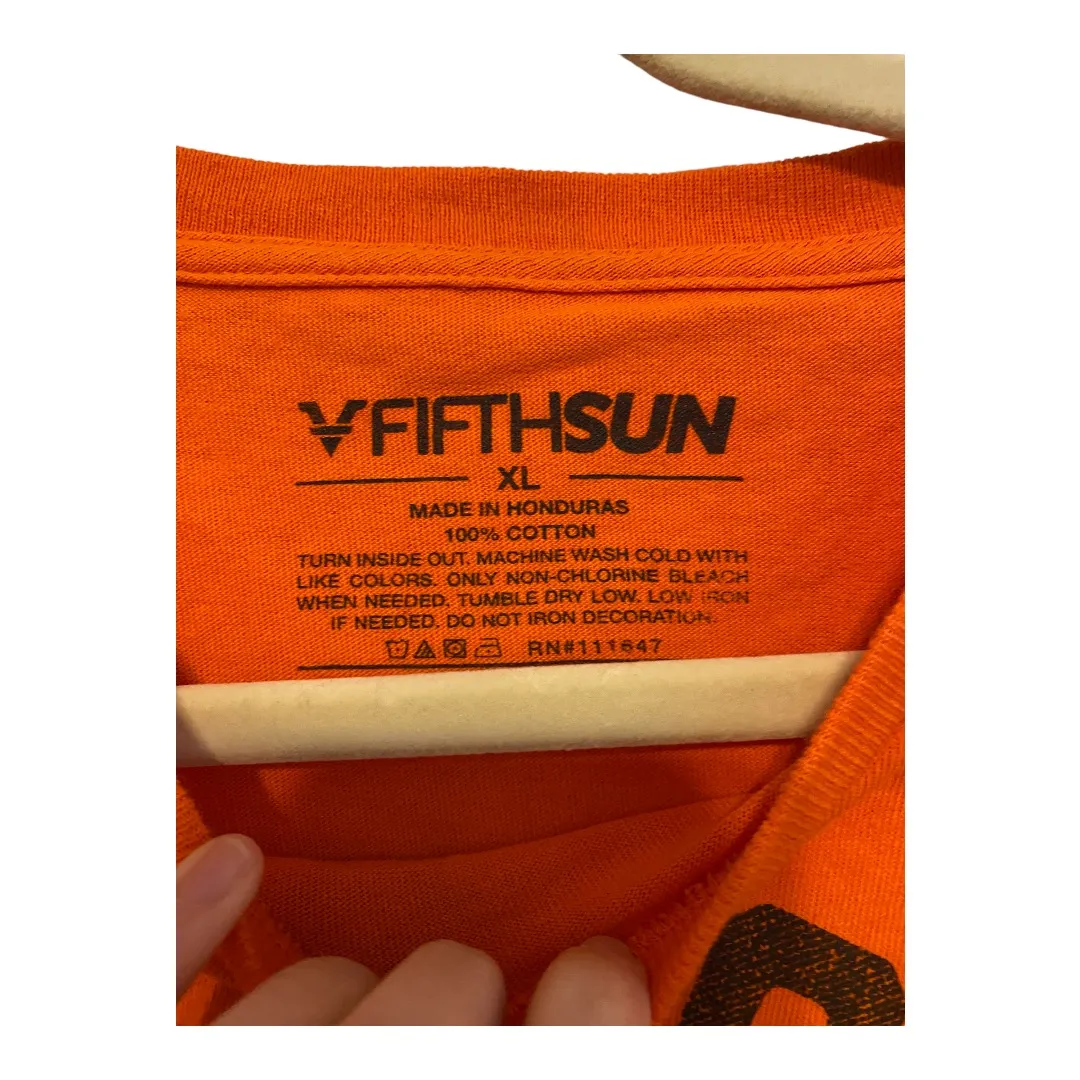 FIFTHSUN
XL
MADE IN HONDURAS
100% COTTON
TURN INSIDE OUT. MACHINE WASH COLD WITH
LIKE COLORS. ONLY NON-CHLORINE BLEACH
WHEN NEEDED. TUMBLE DRY LOW. LOW IRON
IF NEEDED. DO NOT IRON DECORATION.
RN#111647